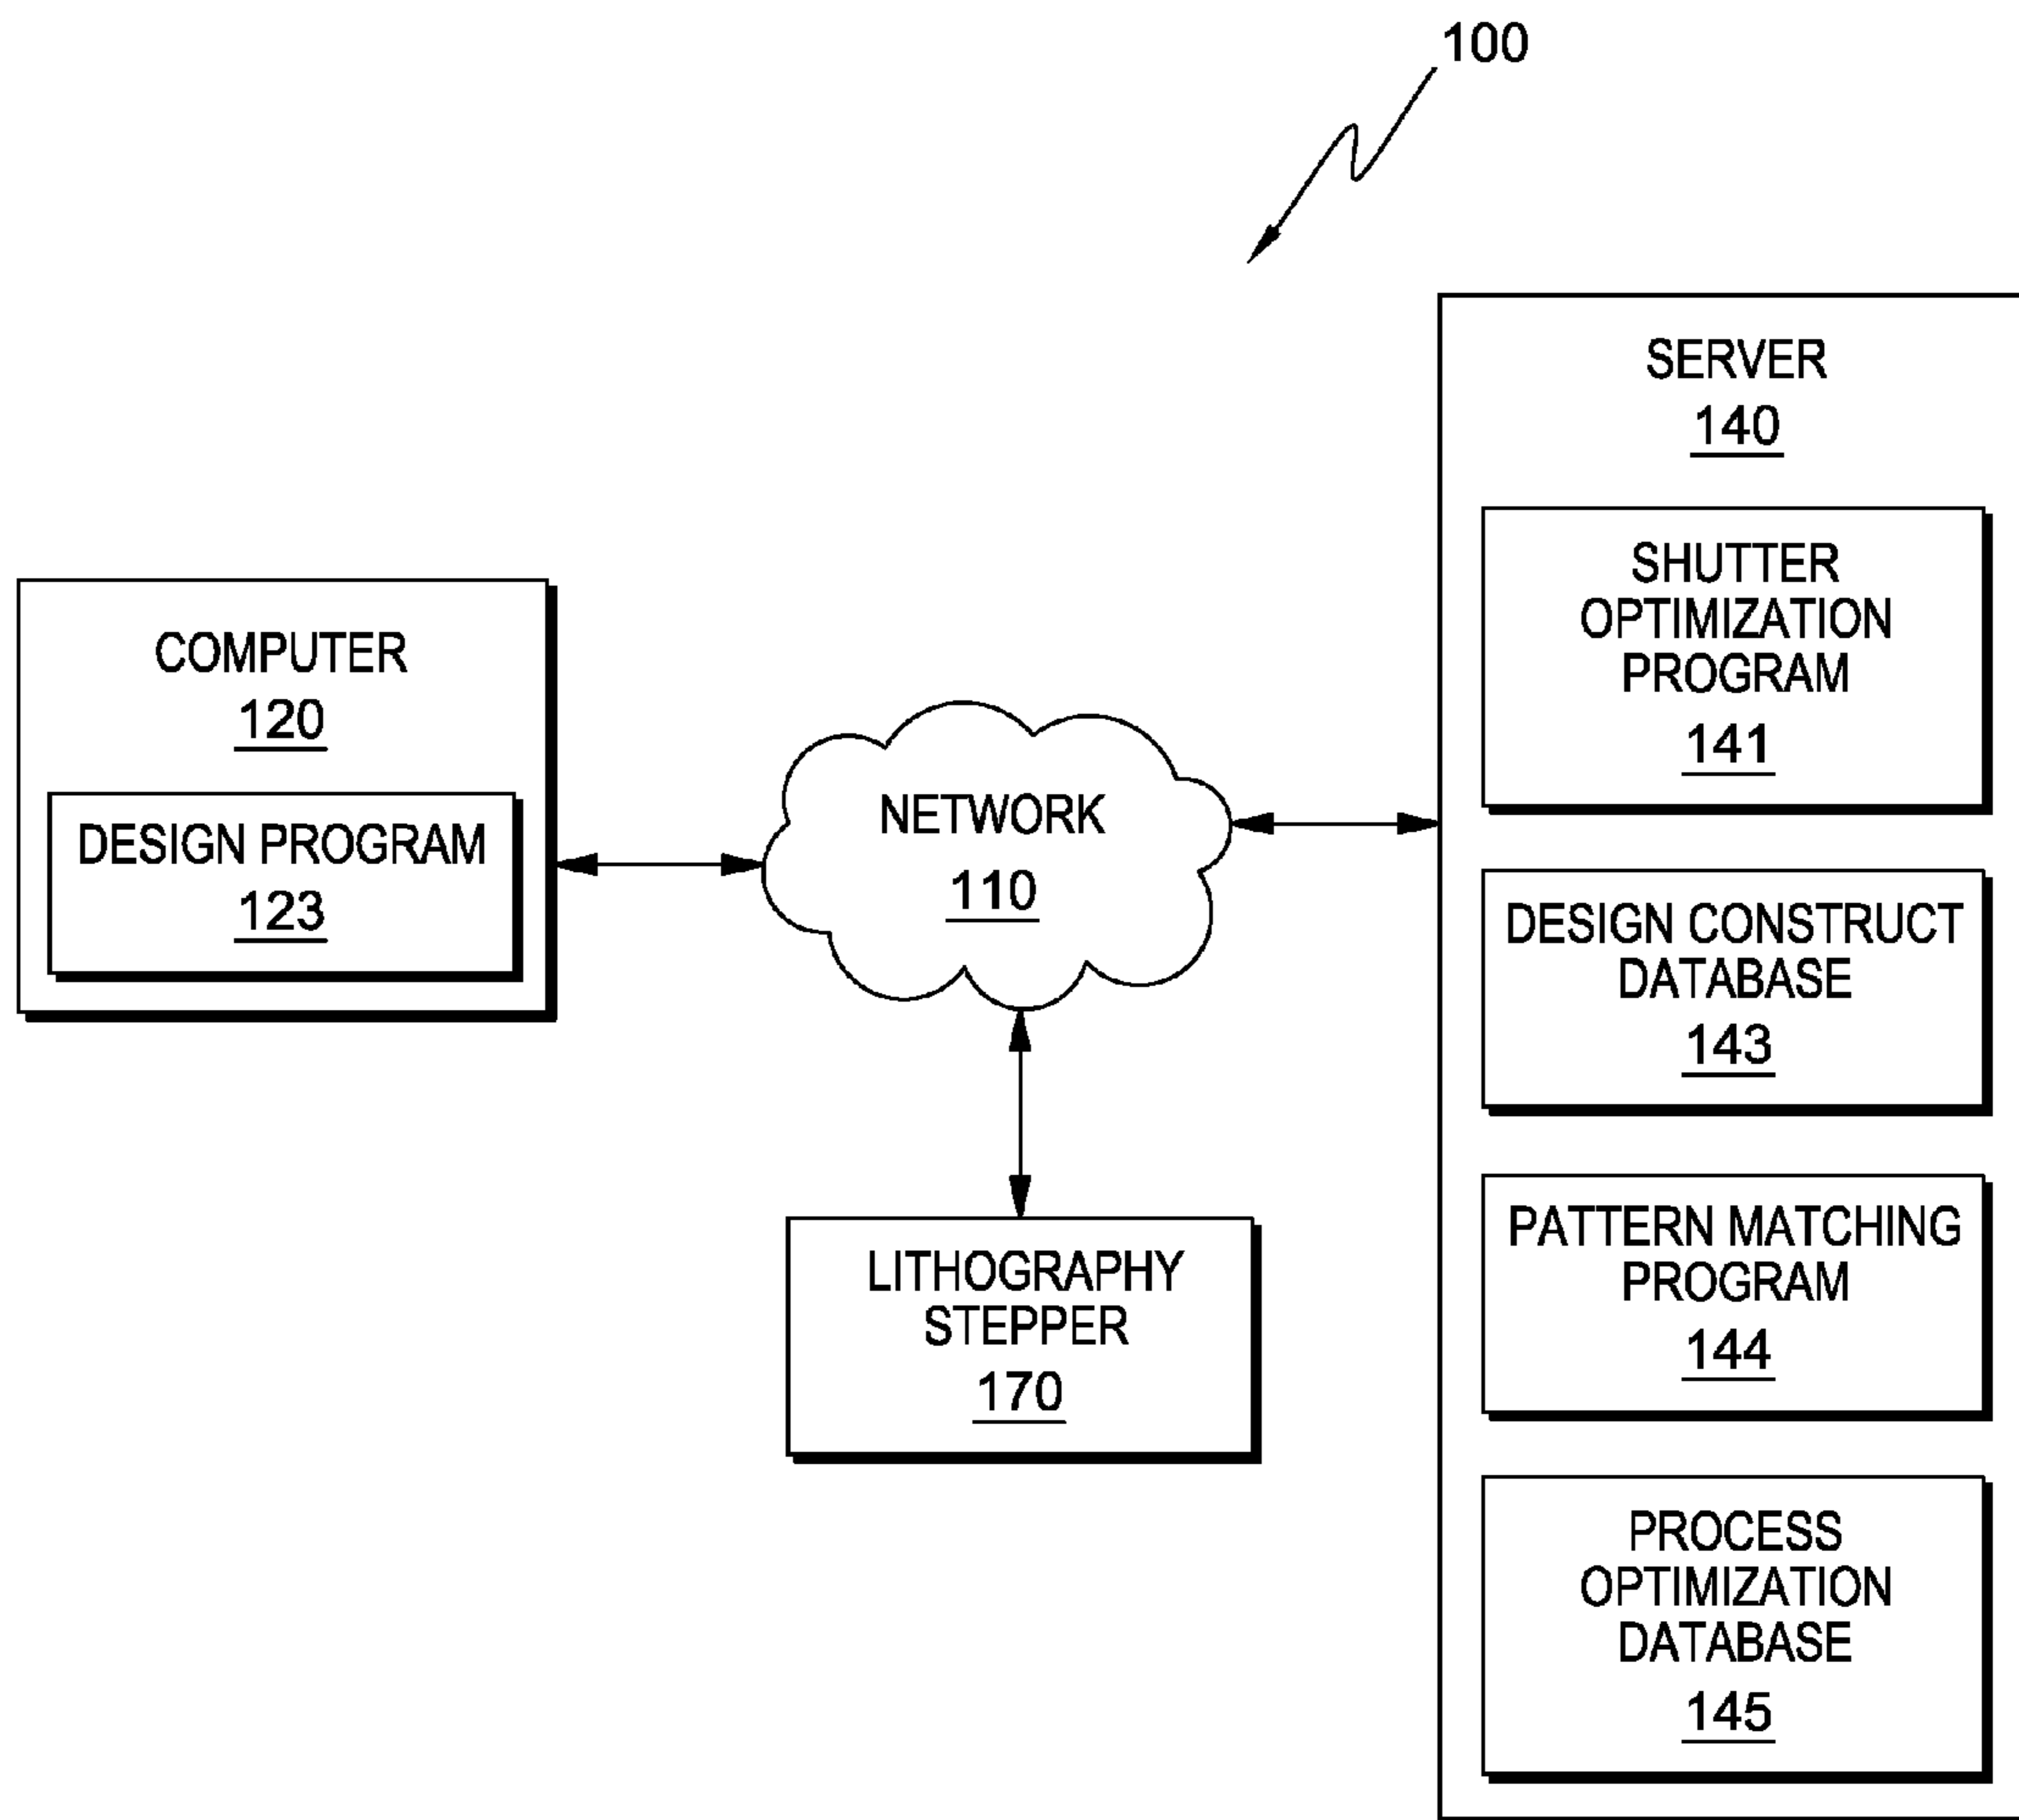 100
SERVER
140
SHUTTER
OPTIMIZATION
PROGRAM
141
COMPUTER
120
DESIGN PROGRAM
123
NETWORK
110
DESIGN CONSTRUCT
DATABASE
143
LITHOGRAPHY
STEPPER
170
PATTERN MATCHING
PROGRAM
144
PROCESS
OPTIMIZATION
DATABASE
145